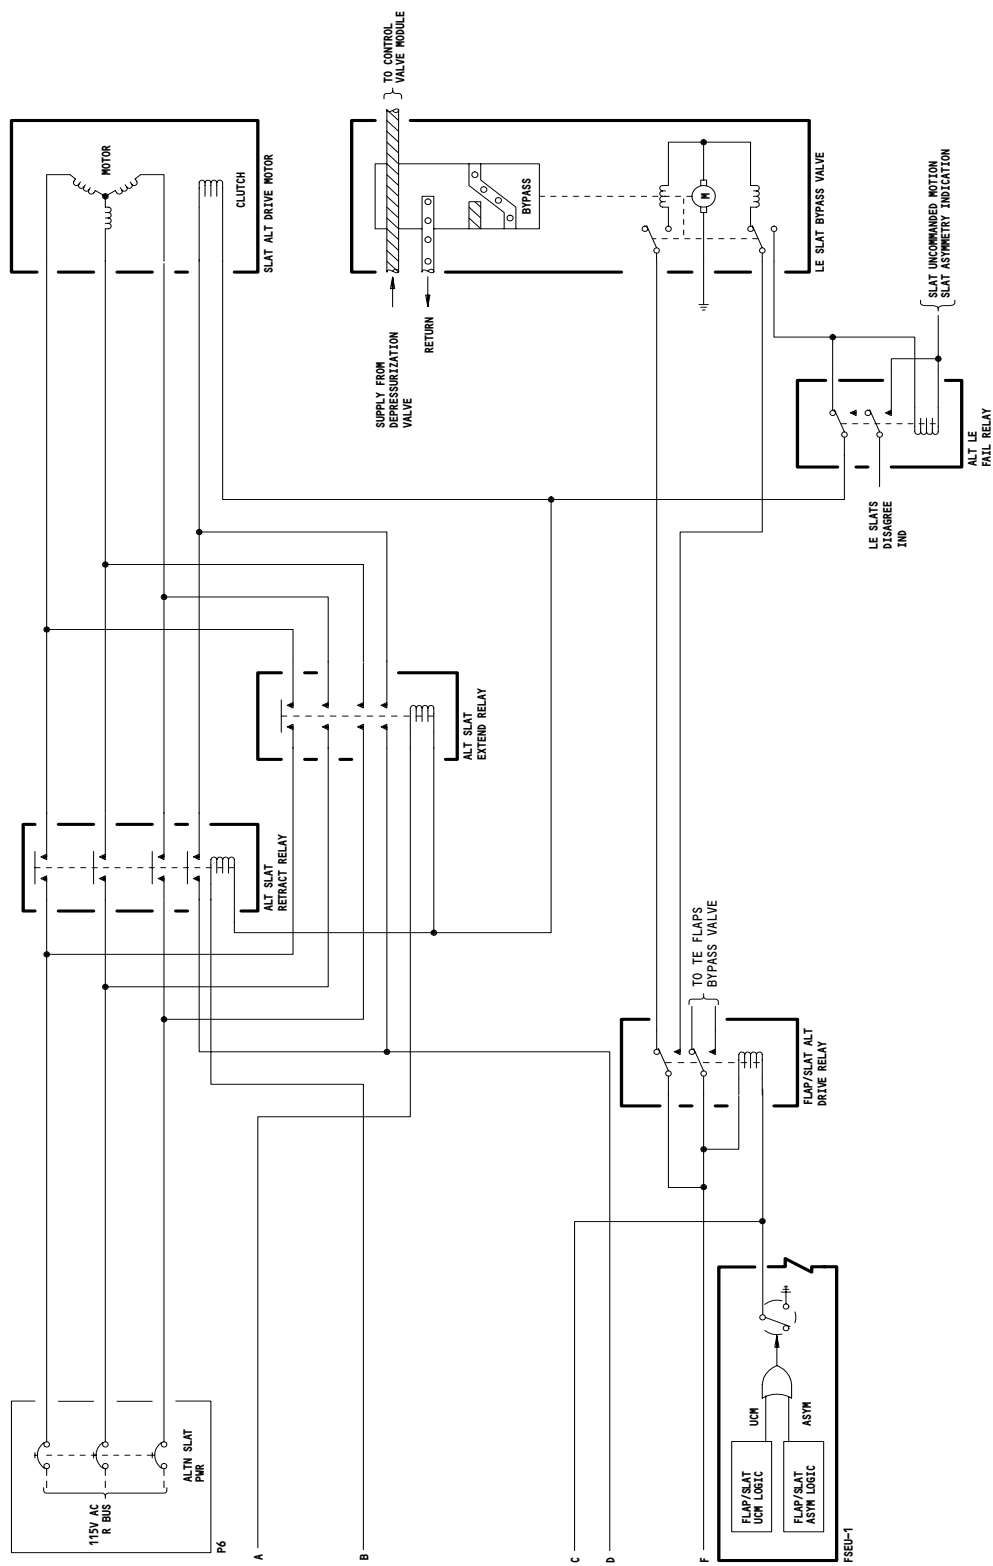 TO CONTROL
VALVE MODULE
MOTOR
CLUTCH
SLAT ALT DRIVE MOTOR
BYPASS
M
LE SLAT BYPASS VALVE
SUPPLY FROM
DEPRESSURIZATION
VALVE
RETURN
SLAT UNCOMMANDED MOTION
SLAT ASYMMETRY INDICATION
ALT LE
FAIL RELAY
LE SLATS
DISAGREE
IND
ALT SLAT
EXTEND RELAY
ALT SLAT
RETRACT RELAY
TO TE FLAPS
BYPASS VALVE
FLAP/SLAT ALT
DRIVE RELAY
115V AC
R BUS
ALTN SLAT
PWR
P6
A
B
C
D
F
UCM
ASYM
FLAP/SLAT
UCM LOGIC
FLAP/SLAT
ASYM LOGIC
FSEU-1